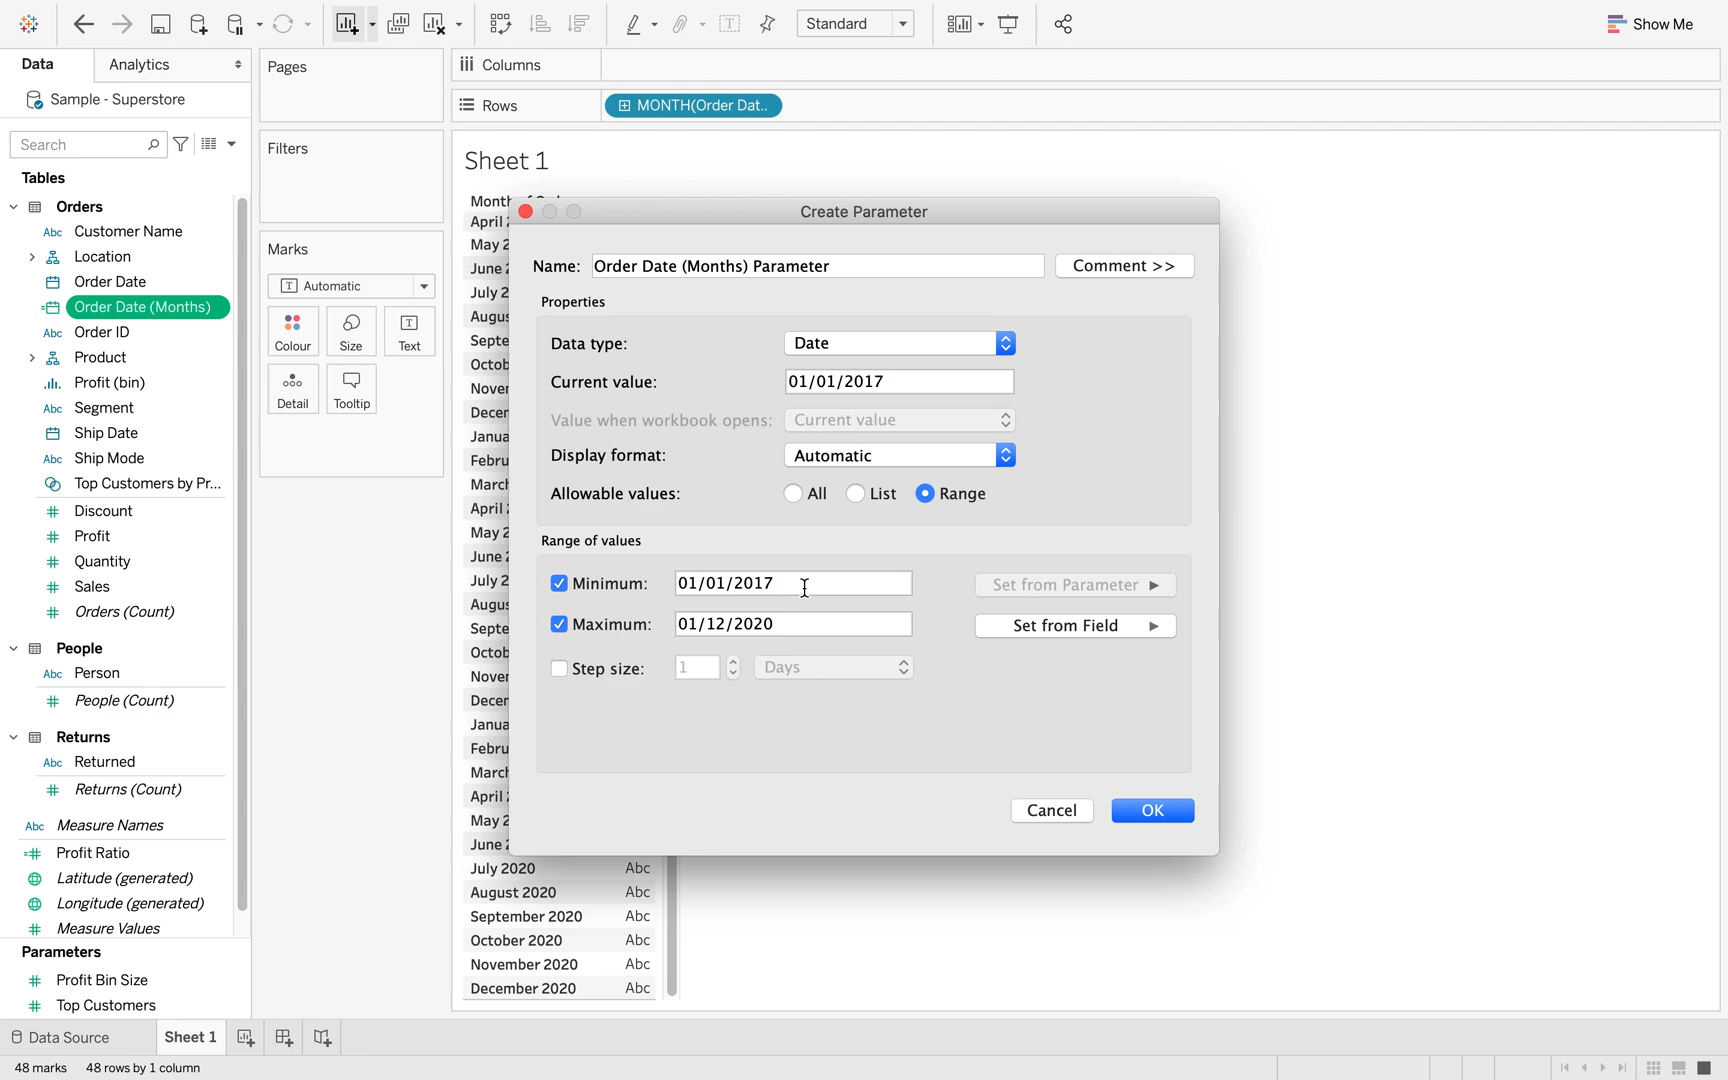 Standard
Show Me
Data
Analytics
Pages
Columns
Sample - Superstore
Rows
MONTH(Order Dat..
Search
Filters
Sheet 1
Tables
Orders
Customer Name
Location
Order Date
Order Date (Months)
Order ID
Product
Profit (bin)
Segment
Ship Date
Ship Mode
Top Customers by Pr...
Discount
Profit
Quantity
Sales
Orders (Count)
People
Person
People (Count)
Returns
Returned
Returns (Count)
Measure Names
Profit Ratio
Latitude (generated)
Longitude (generated)
Measure Values
Parameters
Profit Bin Size
Top Customers
Marks
Automatic
Colour
Size
Text
Detail
Tooltip
Create Parameter
Name: Order Date (Months) Parameter
Comment >>
Properties
Data type: Date
Current value: 01/01/2017
Value when workbook opens: Current value
Display format: Automatic
Allowable values: All List Range
Range of values
Minimum: 01/01/2017
Set from Parameter
Maximum: 01/12/2020
Set from Field
Step size: 1 Days
Cancel
OK
July 2020 Abc
August 2020 Abc
September 2020 Abc
October 2020 Abc
November 2020 Abc
December 2020 Abc
Data Source
Sheet 1
48 marks 48 rows by 1 column